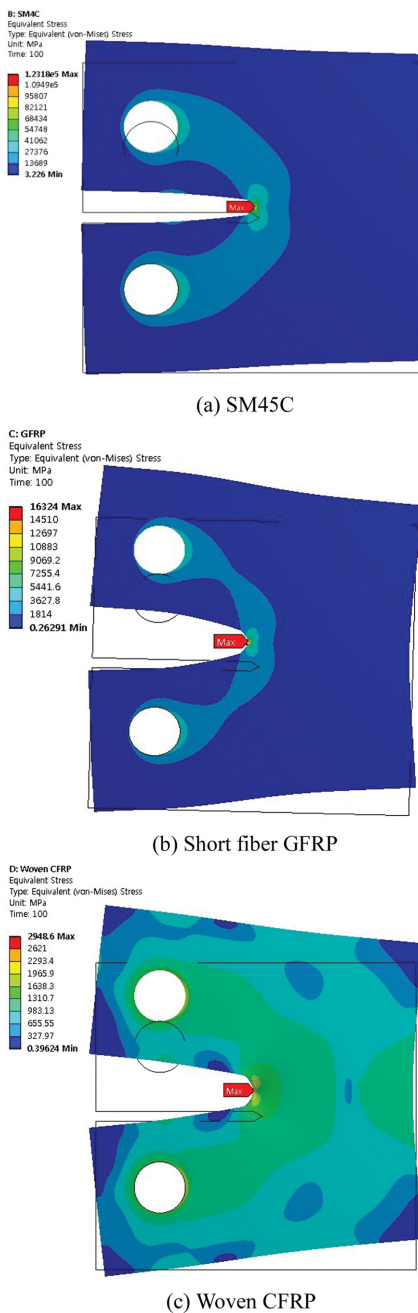 B: SM4C
Equivalent Stress
Type: Equivalent (von-Mises) Stress
Unit: MPa
Time: 100
1.2318e5 Max
1.0949e5
95807
82121
68434
54748
41062
27376
13689
3.226 Min
Max
(a) SM45C
C: GFRP
Equivalent Stress
Type: Equivalent (von-Mises) Stress
Unit: MPa
Time: 100
16324 Max
14510
12697
10883
9069.2
7255.4
5441.6
3627.8
1814
0.26291 Min
Max
(b) Short fiber GFRP
D: Woven CFRP
Equivalent Stress
Type: Equivalent (von-Mises) Stress
Unit: MPa
Time: 100
2948.6 Max
2621
2293.4
1965.9
1638.3
1310.7
983.13
655.55
327.97
0.39624 Min
Max
(c) Woven CFRP